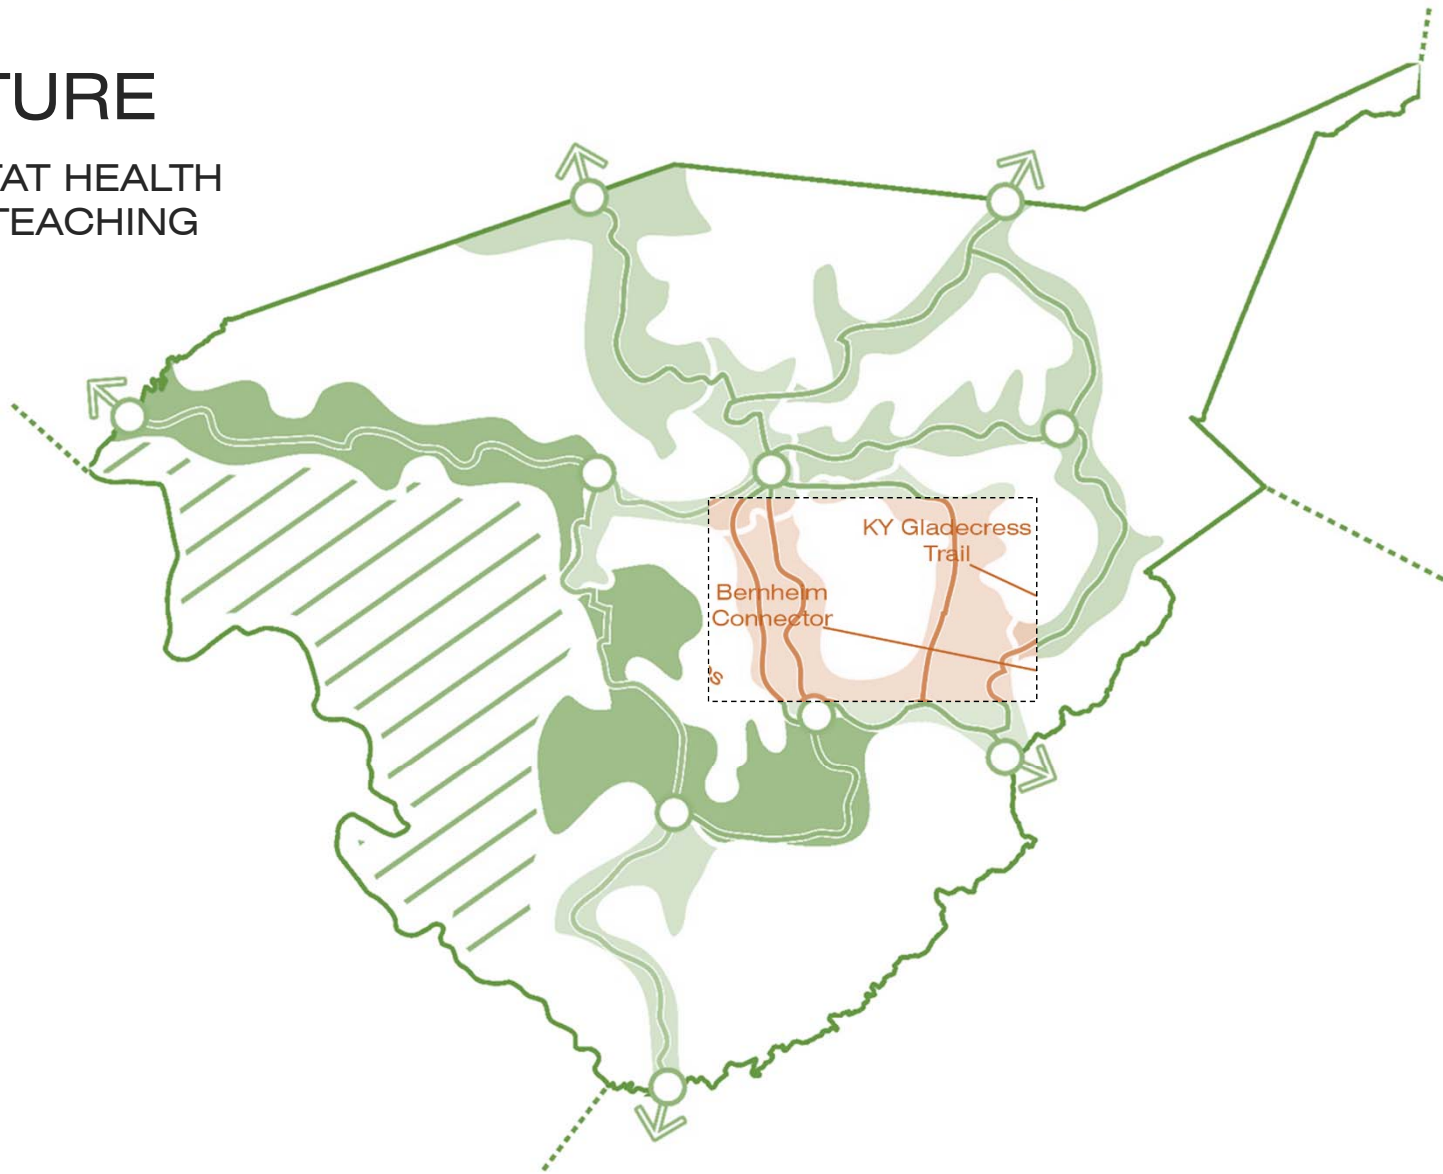 TURE
TAT HEALTH
TEACHING
KY Gladecress
Trail
Bernheim
Connector
's